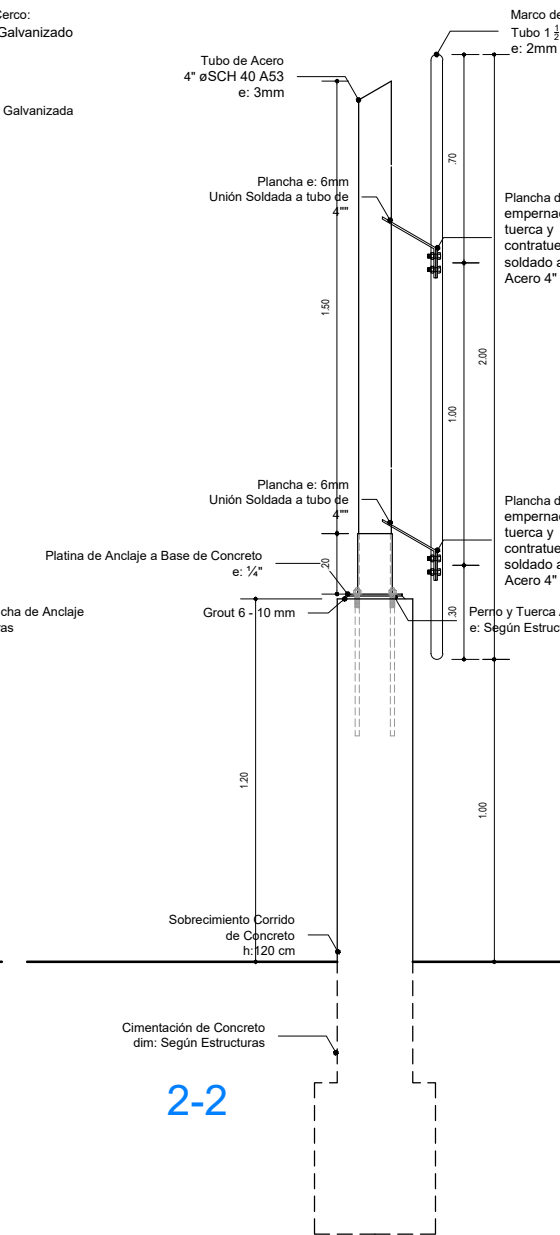 Cerco:
Galvanizado
Galvanizada
Tubo de Acero
4" øSCH 40 A53
e: 3mm
Marco de
Tubo 1 ½
e: 2mm
.70
Plancha e: 6mm
Unión Soldada a tubo de
4""
Plancha d
empernad
tuerca y
contratue
soldado a
Acero 4"
1.50
2.00
1.00
Plancha e: 6mm
Unión Soldada a tubo de
4""
Plancha d
empernad
tuerca y
contratue
soldado a
Acero 4"
Platina de Anclaje a Base de Concreto
e: ¼"
.20
cha de Anclaje
ras
Grout 6 - 10 mm
.30
Perno y Tuerca A
e: Según Estruc
1.20
1.00
Sobrecimiento Corrido
de Concreto
h:120 cm
Cimentación de Concreto
dim: Según Estructuras
2-2